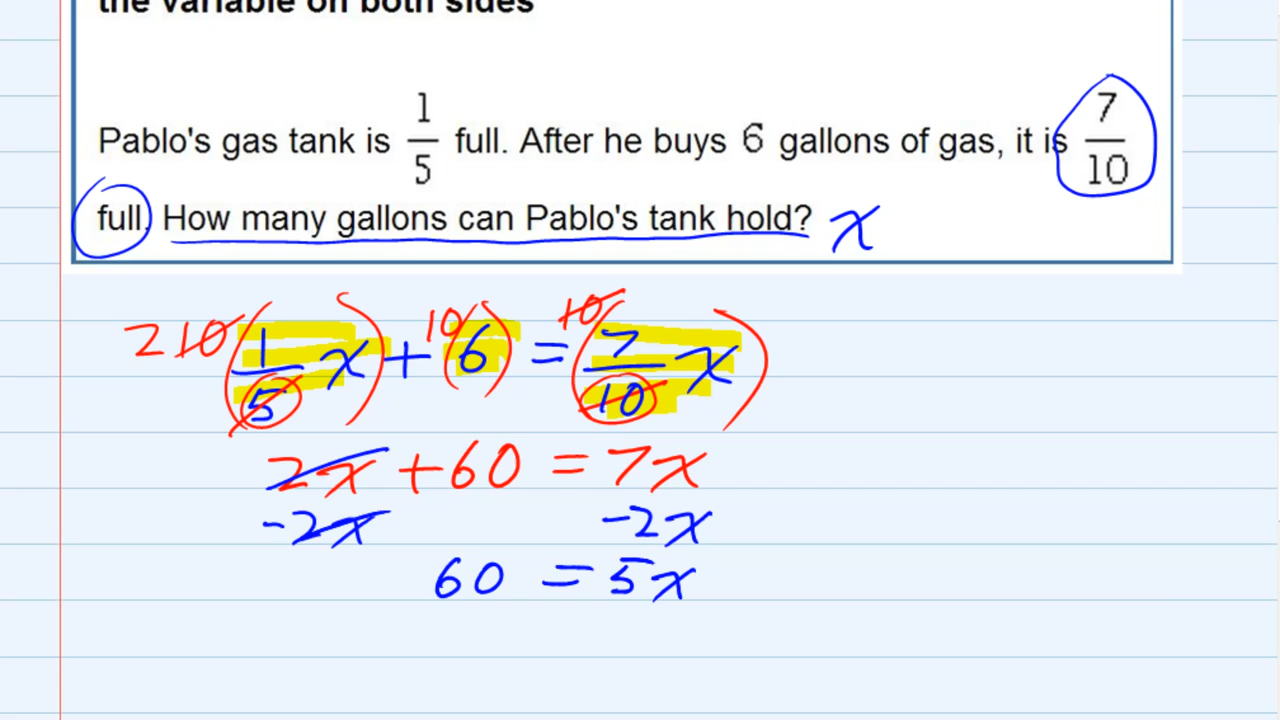 the variable on both sides
Pablo's gas tank is 1/5 full. After he buys 6 gallons of gas, it is 7/10
full. How many gallons can Pablo's tank hold? x
2 10(1/5 x) + 10(6) = 10(7/10 x)
2x + 60 = 7x
-2x -2x
60 = 5x